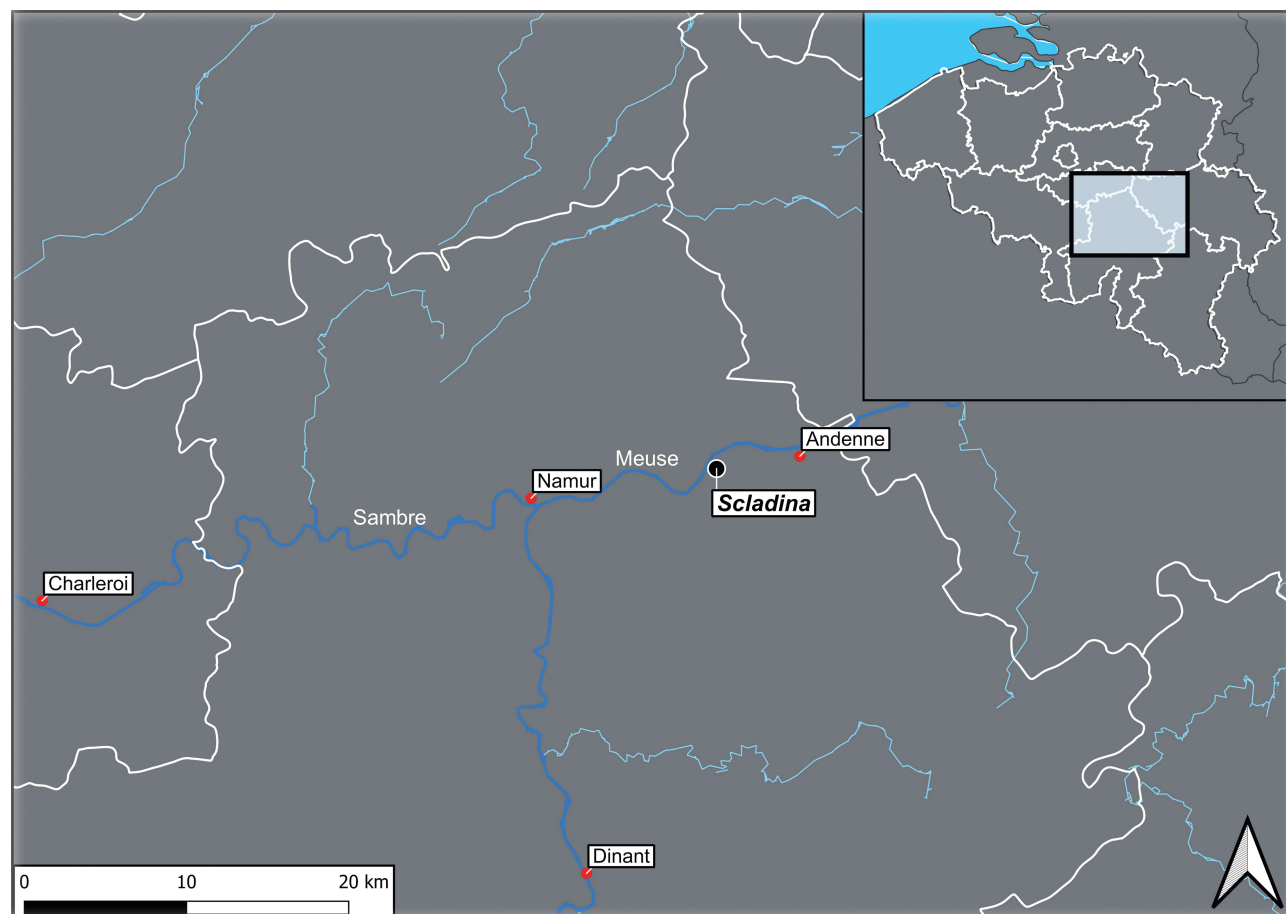 Andenne
Meuse
Namur
Scladina
Sambre
Charleroi
Dinant
0 10 20 km